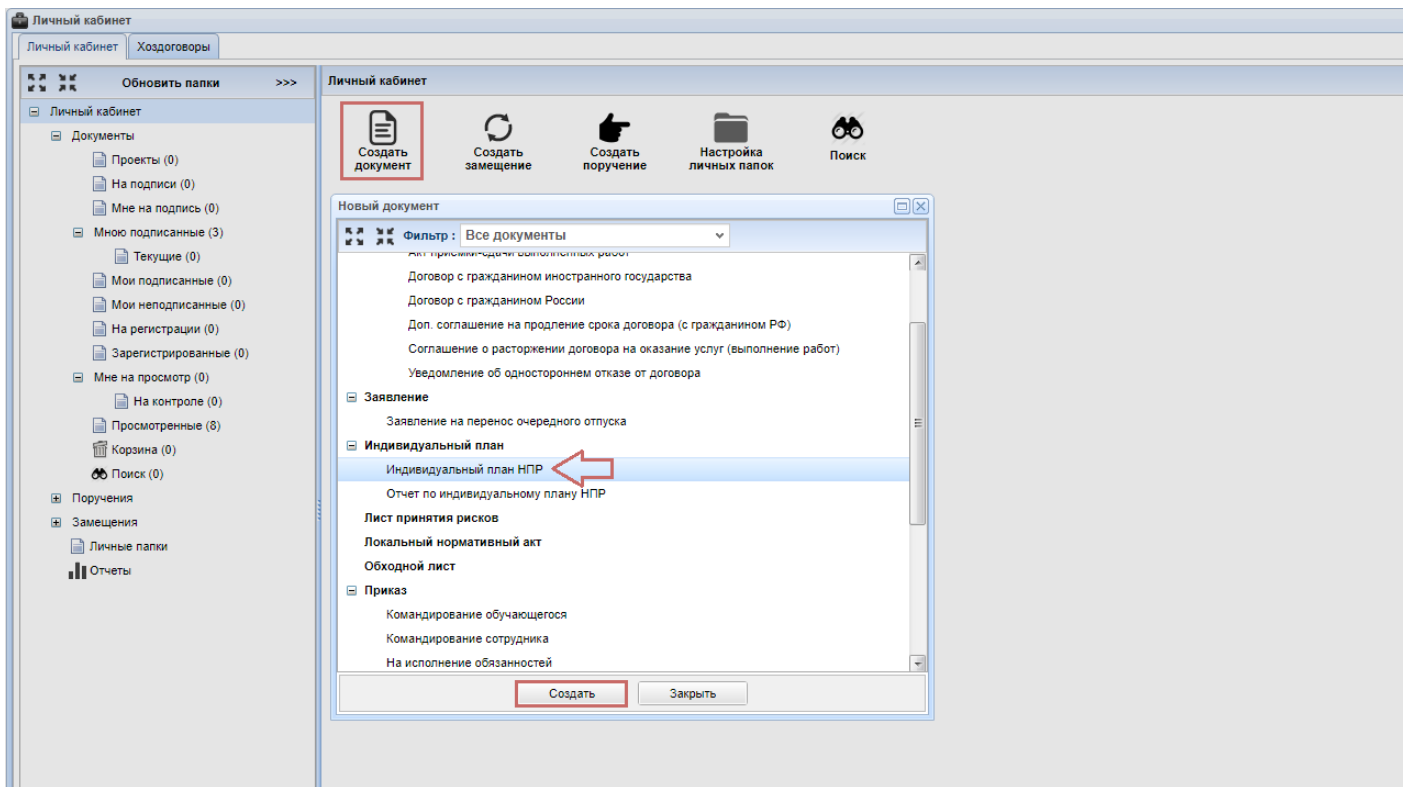 Личный кабинет
Личный кабинет
Хоздоговоры
Обновить папки >>>
Личный кабинет
Документы
Проекты (0)
На подписи (0)
Мне на подпись (0)
Мною подписанные (3)
Текущие (0)
Мои подписанные (0)
Мои неподписанные (0)
На регистрации (0)
Зарегистрированные (0)
Мне на просмотр (0)
На контроле (0)
Просмотренные (8)
Корзина (0)
Поиск (0)
Поручения
Замещения
Личные папки
Отчеты
Личный кабинет
Создать
документ
Создать
замещение
Создать
поручение
Настройка
личных папок
Поиск
Новый документ
Фильтр : Все документы
Акт приемки-сдачи выполненных работ
Договор с гражданином иностранного государства
Договор с гражданином России
Доп. соглашение на продление срока договора (с гражданином РФ)
Соглашение о расторжении договора на оказание услуг (выполнение работ)
Уведомление об одностороннем отказе от договора
Заявление
Заявление на перенос очередного отпуска
Индивидуальный план
Индивидуальный план НПР
Отчет по индивидуальному плану НПР
Лист принятия рисков
Локальный нормативный акт
Обходной лист
Приказ
Командирование обучающегося
Командирование сотрудника
На исполнение обязанностей
Создать
Закрыть